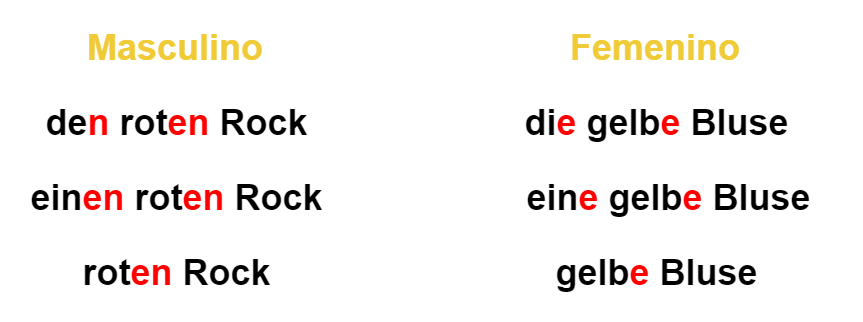 Masculino Femenino
den roten Rock die gelbe Bluse
einen roten Rock eine gelbe Bluse
roten Rock gelbe Bluse